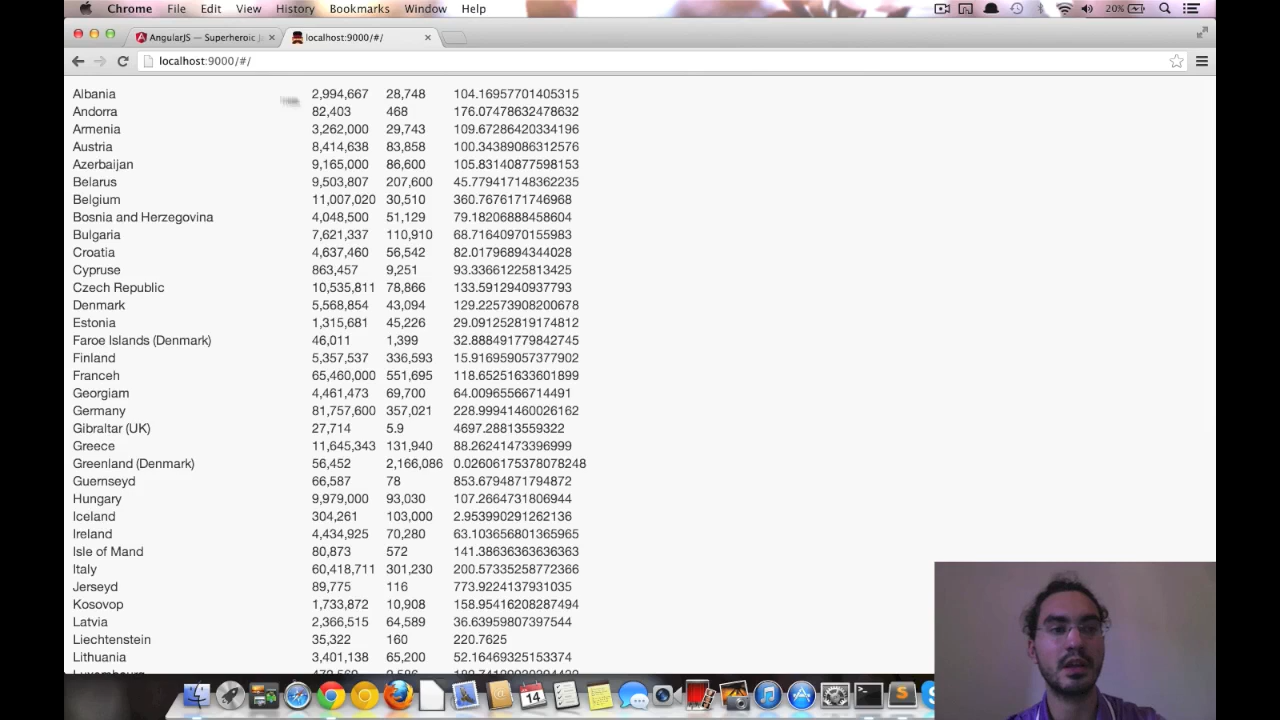 Chrome File Edit View History Bookmarks Window Help 20%
AngularJS — Superheroic J localhost:9000/#/
localhost:9000/#/
Albania 2,994,667 28,748 104.16957701405315
Andorra 82,403 468 176.07478632478632
Armenia 3,262,000 29,743 109.67286420334196
Austria 8,414,638 83,858 100.34389086312576
Azerbaijan 9,165,000 86,600 105.83140877598153
Belarus 9,503,807 207,600 45.779417148362235
Belgium 11,007,020 30,510 360.7676171746968
Bosnia and Herzegovina 4,048,500 51,129 79.18206888458604
Bulgaria 7,621,337 110,910 68.71640970155983
Croatia 4,637,460 56,542 82.01796894344028
Cypruse 863,457 9,251 93.33661225813425
Czech Republic 10,535,811 78,866 133.5912940937793
Denmark 5,568,854 43,094 129.22573908200678
Estonia 1,315,681 45,226 29.091252819174812
Faroe Islands (Denmark) 46,011 1,399 32.888491779842745
Finland 5,357,537 336,593 15.916959057377902
Franceh 65,460,000 551,695 118.65251633601899
Georgiam 4,461,473 69,700 64.00965566714491
Germany 81,757,600 357,021 228.99941460026162
Gibraltar (UK) 27,714 5.9 4697.28813559322
Greece 11,645,343 131,940 88.26241473396999
Greenland (Denmark) 56,452 2,166,086 0.02606175378078248
Guernseyd 66,587 78 853.6794871794872
Hungary 9,979,000 93,030 107.2664731806944
Iceland 304,261 103,000 2.953990291262136
Ireland 4,434,925 70,280 63.103656801365965
Isle of Mand 80,873 572 141.38636363636363
Italy 60,418,711 301,230 200.57335258772366
Jerseyd 89,775 116 773.9224137931035
Kosovop 1,733,872 10,908 158.95416208287494
Latvia 2,366,515 64,589 36.63959807397544
Liechtenstein 35,322 160 220.7625
Lithuania 3,401,138 65,200 52.16469325153374
14